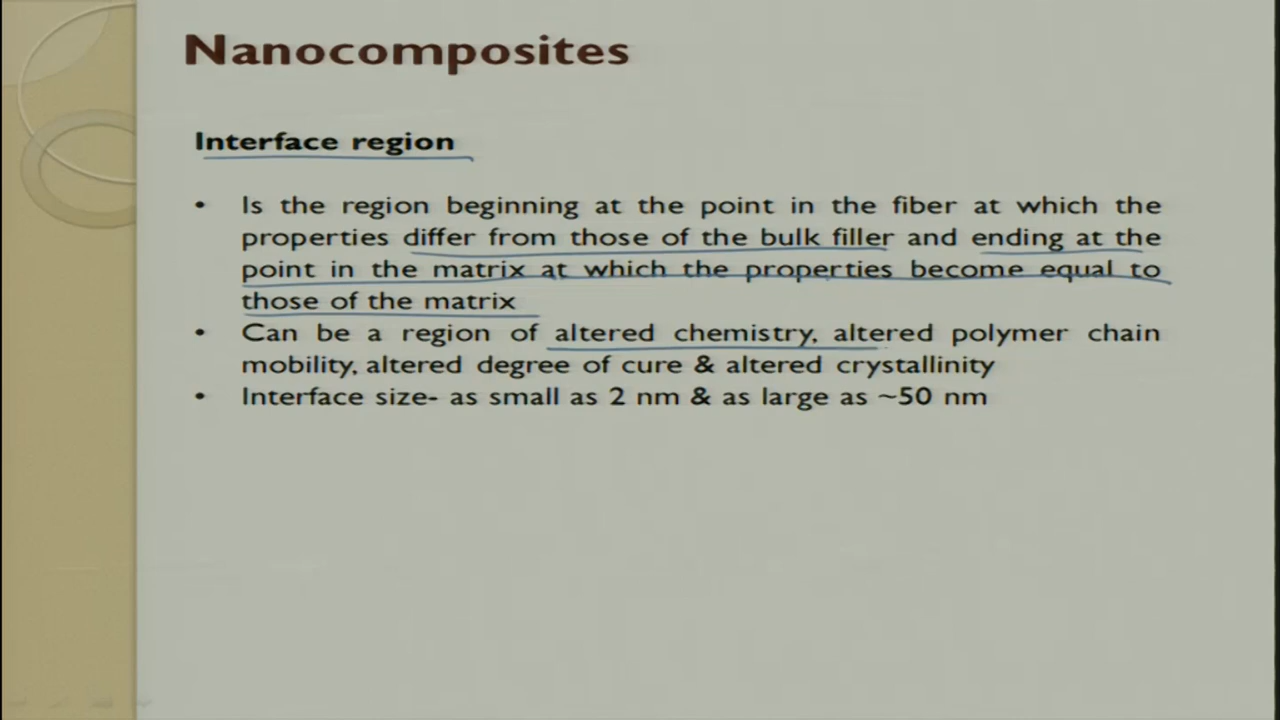 Nanocomposites
Interface region
• Is the region beginning at the point in the fiber at which the
properties differ from those of the bulk filler and ending at the
point in the matrix at which the properties become equal to
those of the matrix
• Can be a region of altered chemistry, altered polymer chain
mobility, altered degree of cure & altered crystallinity
• Interface size- as small as 2 nm & as large as ~50 nm